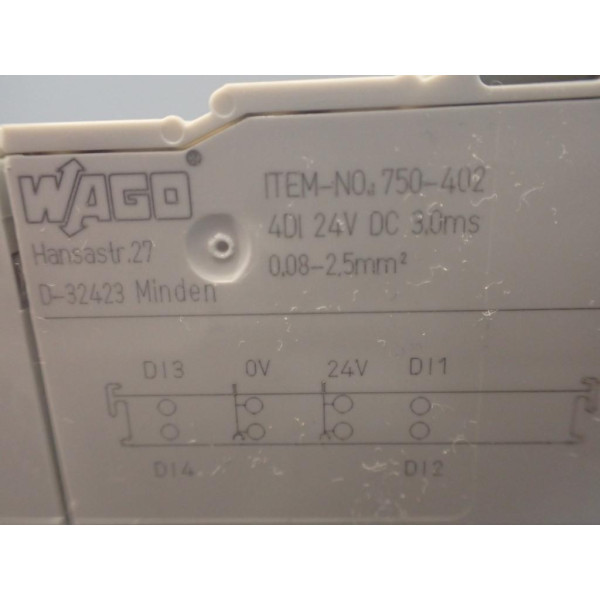 WAGO®
Hansastr.27
D-32423 Minden
ITEM-NO.:750-402
4DI 24V DC 3.0ms
0,08-2,5mm²
DI3 0V 24V DI1
DI4 DI2